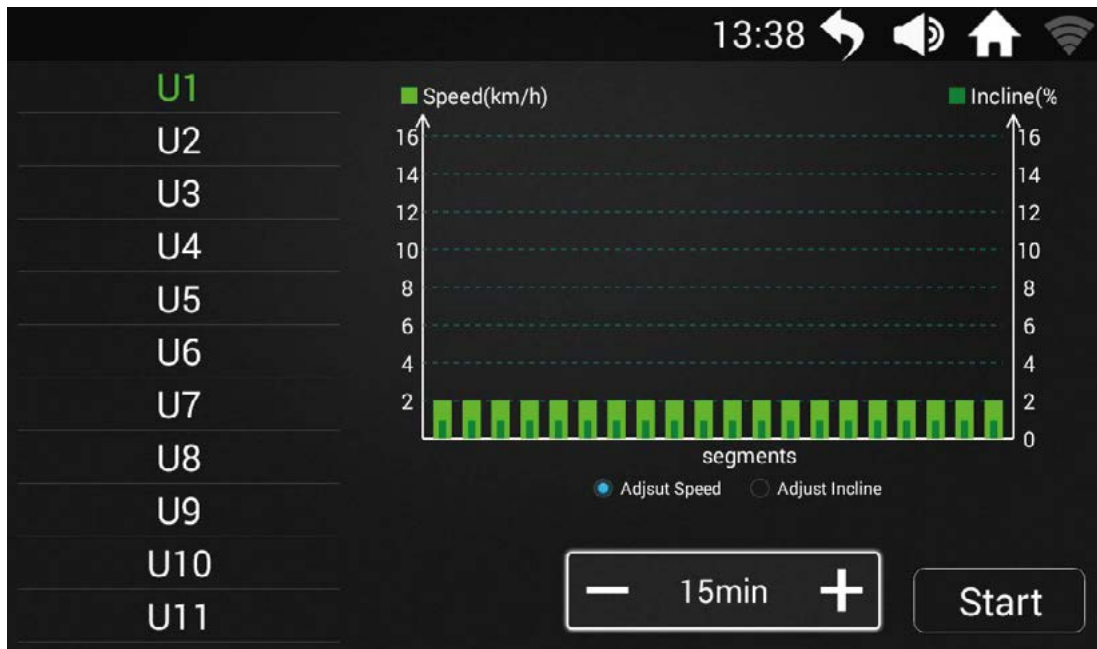 13:38
U1
U2
U3
U4
U5
U6
U7
U8
U9
U10
U11
Speed(km/h)
Incline(%
16
14
12
10
8
6
4
2
16
14
12
10
8
6
4
2
0
segments
Adjsut Speed
Adjust Incline
15min
Start